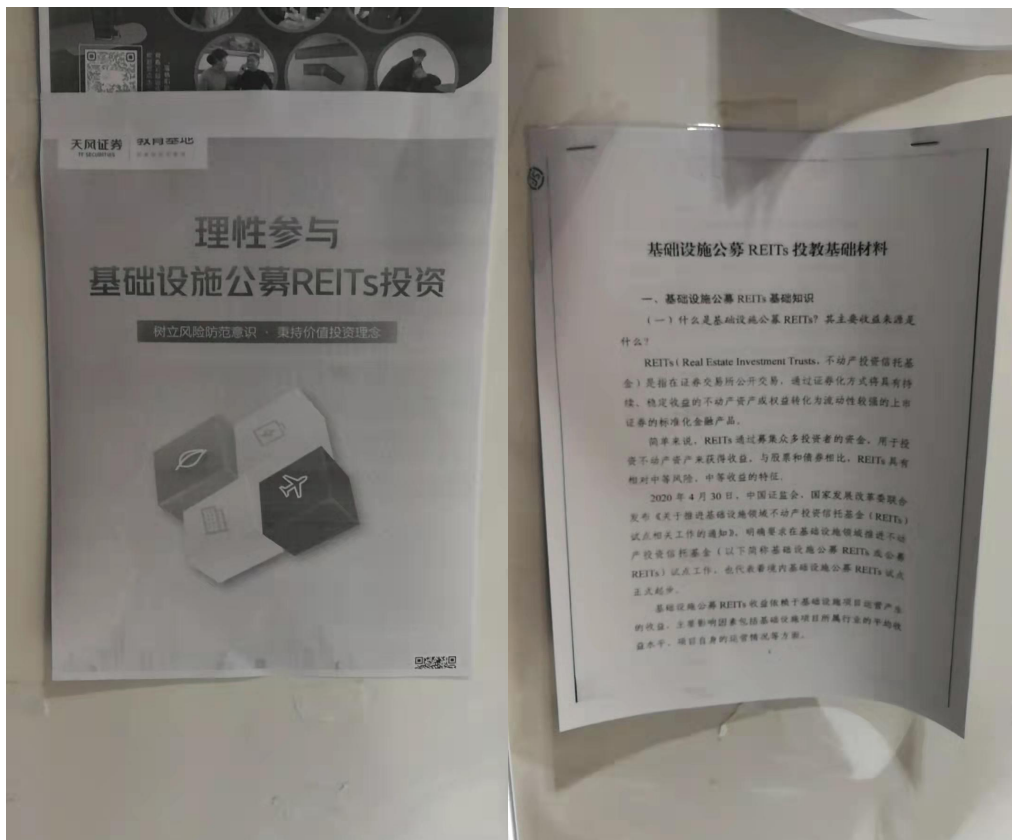 天风证券 教育基地
TF SECURITIES
理性参与
基础设施公募REITs投资
树立风险防范意识 · 秉持价值投资理念
基础设施公募 REITs 投教基础材料
一、基础设施公募 REITs 基础知识
（一）什么是基础设施公募 REITs？其主要收益来源是
什么？
REITs（Real Estate Investment Trusts，不动产投资信托基
金）是指在证券交易所公开交易，通过证券化方式将具有持
续、稳定收益的不动产资产或权益转化为流动性较强的上市
证券的标准化金融产品。
简单来说，REITs 通过募集众多投资者的资金，用于投
资不动产资产来获得收益，与股票和债券相比，REITs 具有
相对中等风险、中等收益的特征。
2020 年 4 月 30 日，中国证监会、国家发展改革委联合
发布《关于推进基础设施领域不动产投资信托基金（REITs）
试点相关工作的通知》，明确要求在基础设施领域推进不动
产投资信托基金（以下简称基础设施公募 REITs 或公募
REITs）试点工作，也代表着境内基础设施公募 REITs 试点
正式起步。
基础设施公募 REITs 收益依赖于基础设施项目运营产生
的收益，主要影响因素包括基础设施项目所属行业的平均收
益水平、项目自身的运营情况等方面。